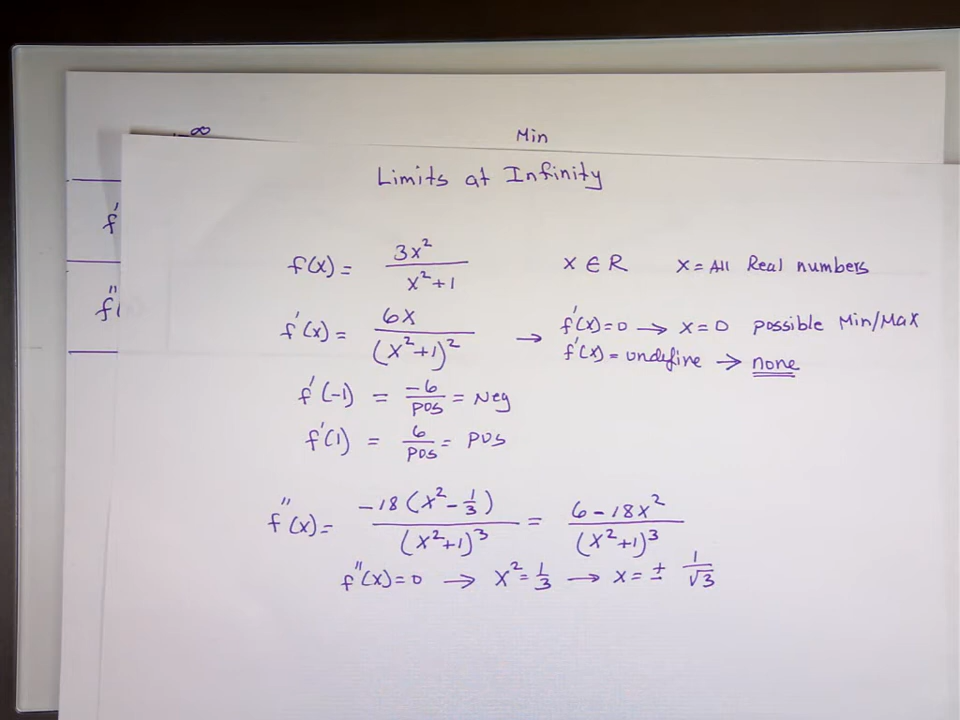 ∞
Min
Limits at Infinity
f'
f''
f(x) = 3x²/(x²+1)   x ∈ R   x = All Real numbers
f'(x) = 6x/(x²+1)² → f'(x)=0 → x=0 possible Min/Max
f'(x) = undefine → none
f'(-1) = -6/Pos = Neg
f'(1) = 6/Pos = Pos
f''(x) = -18(x² - 1/3)/(x²+1)³ = 6-18x²/(x²+1)³
f''(x)=0 → x² = 1/3 → x = ± 1/√3